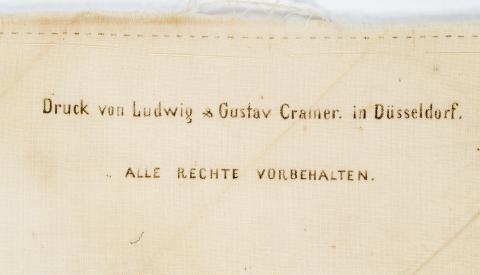 Druck von Ludwig & Gustav Cramer. in Düsseldorf.
ALLE RECHTE VORBEHALTEN.